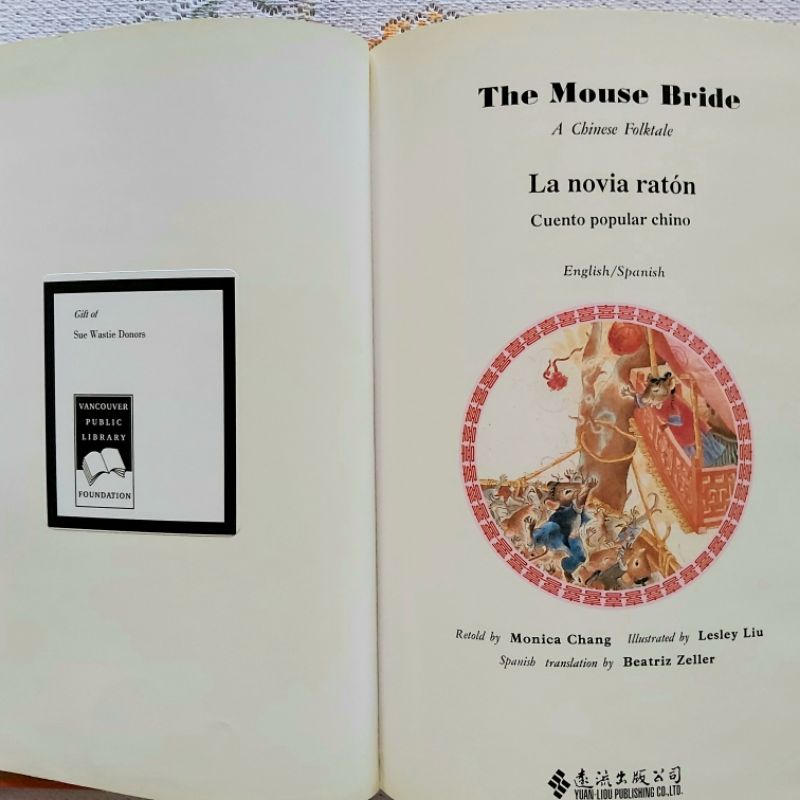 Gift of
Sue Wastie Donors
VANCOUVER
PUBLIC
LIBRARY
FOUNDATION
The Mouse Bride
A Chinese Folktale
La novia ratón
Cuento popular chino
English/Spanish
Retold by Monica Chang Illustrated by Lesley Liu
Spanish translation by Beatriz Zeller
遠流出版公司
YUAN-LIOU PUBLISHING CO., LTD.